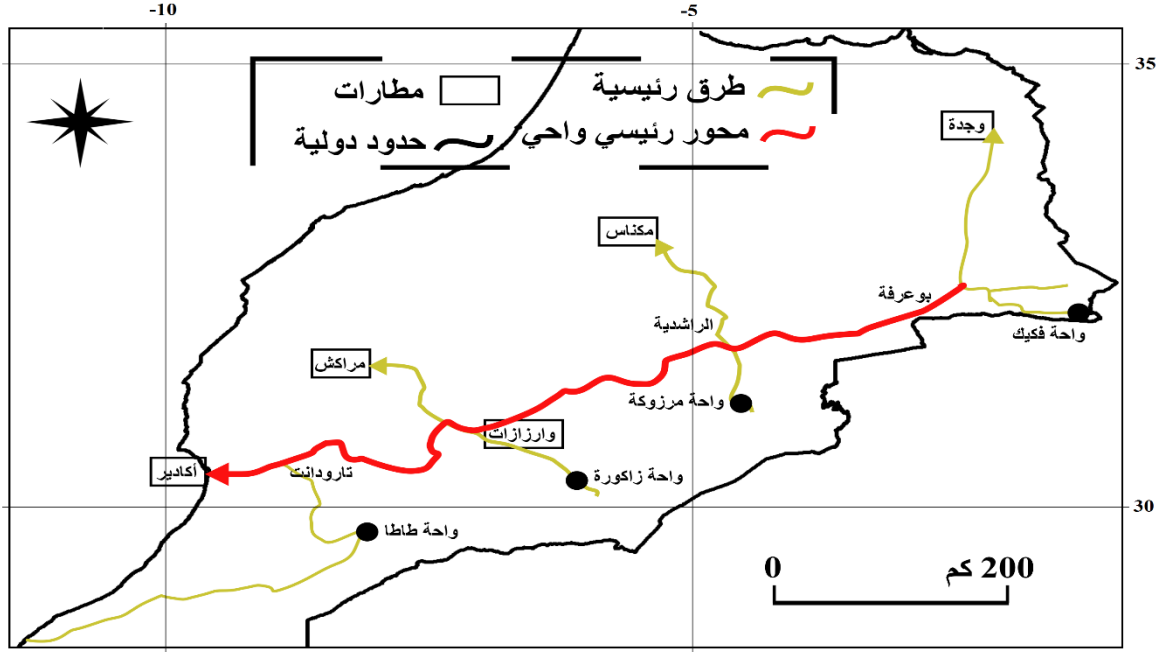 -10
-5
35
طرق رئيسية
مطارات
محور رئيسي واحي
حدود دولية
وجدة
مكناس
بوعرفة
واحة فكيك
الراشدية
مراكش
واحة مرزوكة
وارزازات
أكادير
تارودانت
واحة زاكورة
30
واحة طاطا
0
200 كم